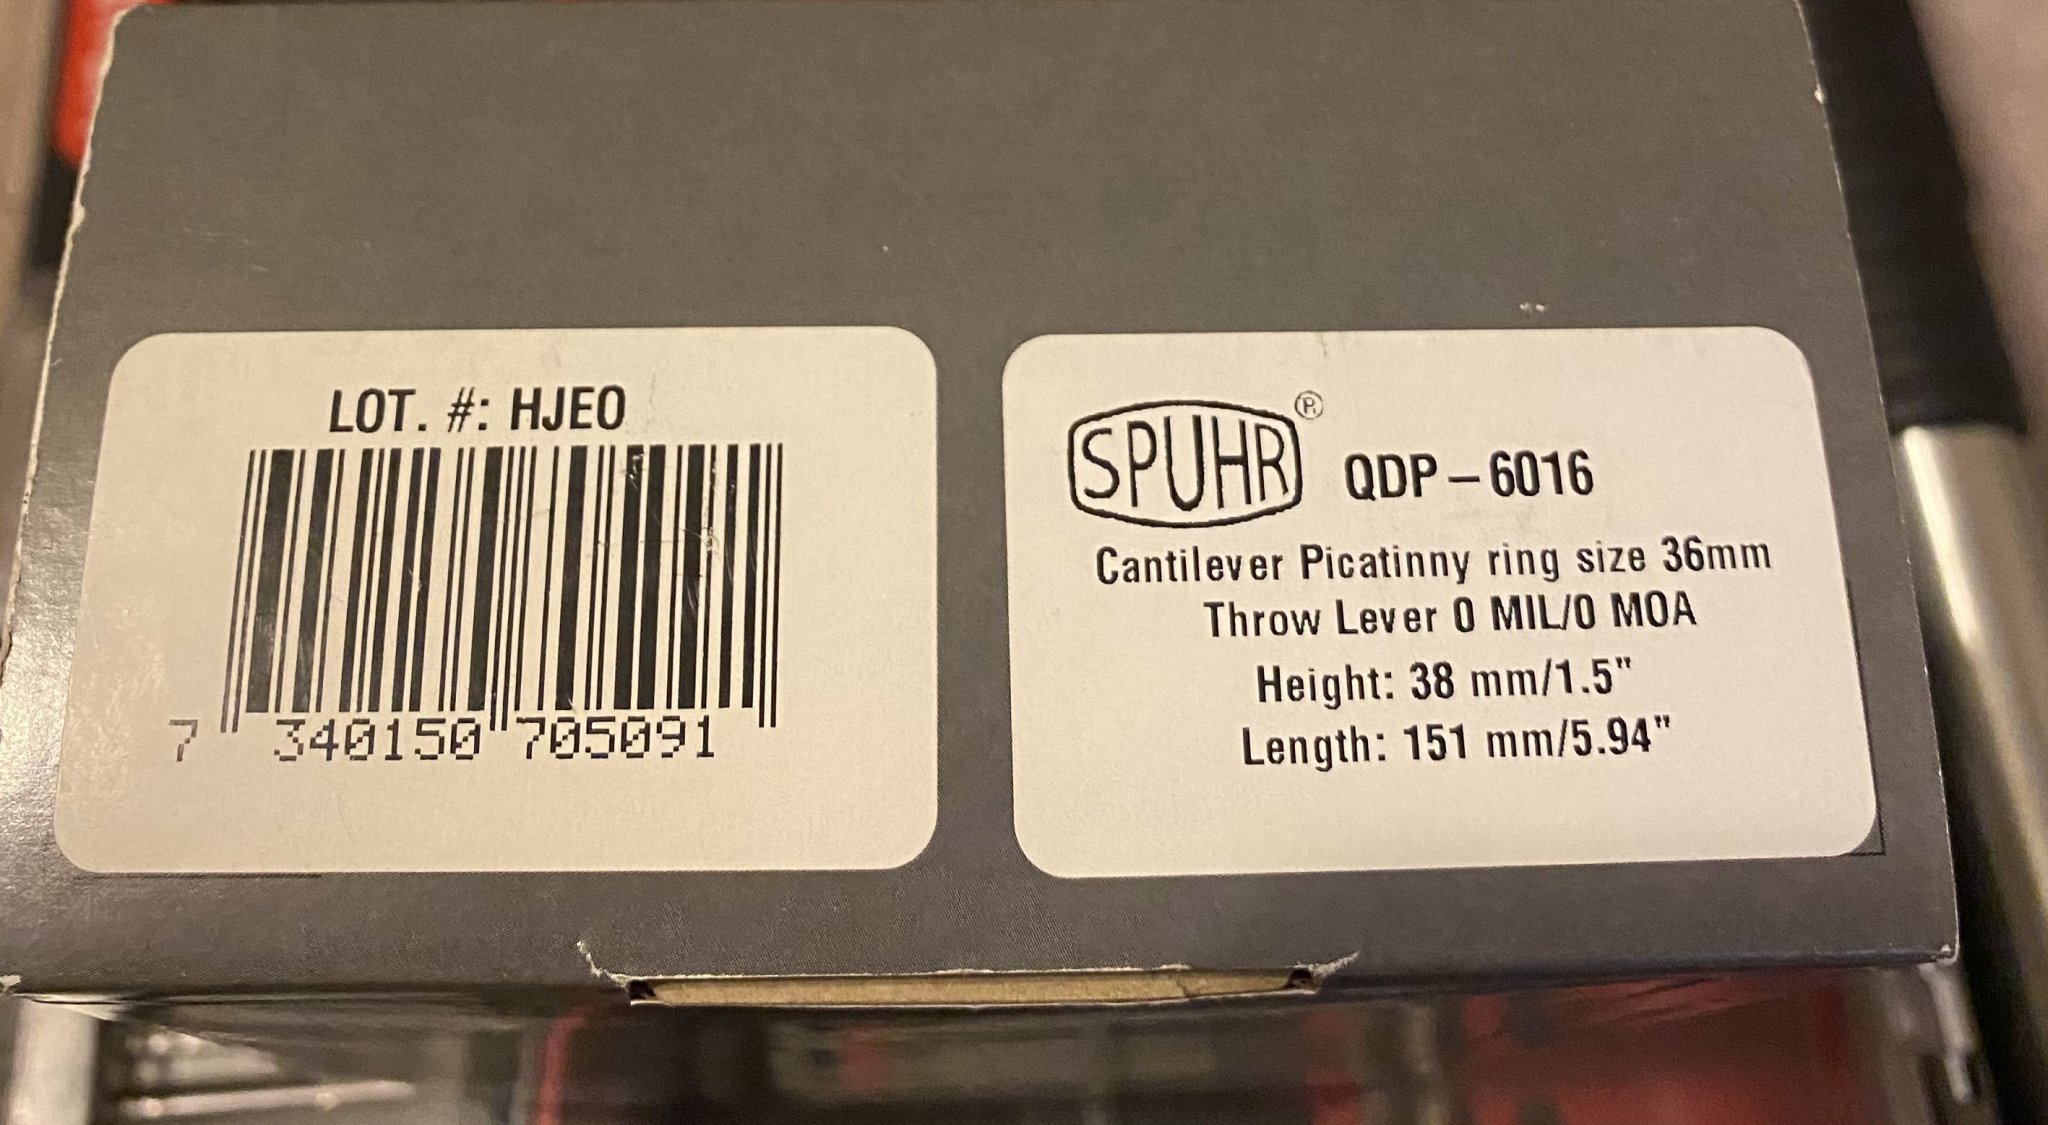 LOT. #: HJEO
7 340150 705091
SPUHR® QDP – 6016
Cantilever Picatinny ring size 36mm
Throw Lever 0 MIL/0 MOA
Height: 38 mm/1.5"
Length: 151 mm/5.94"